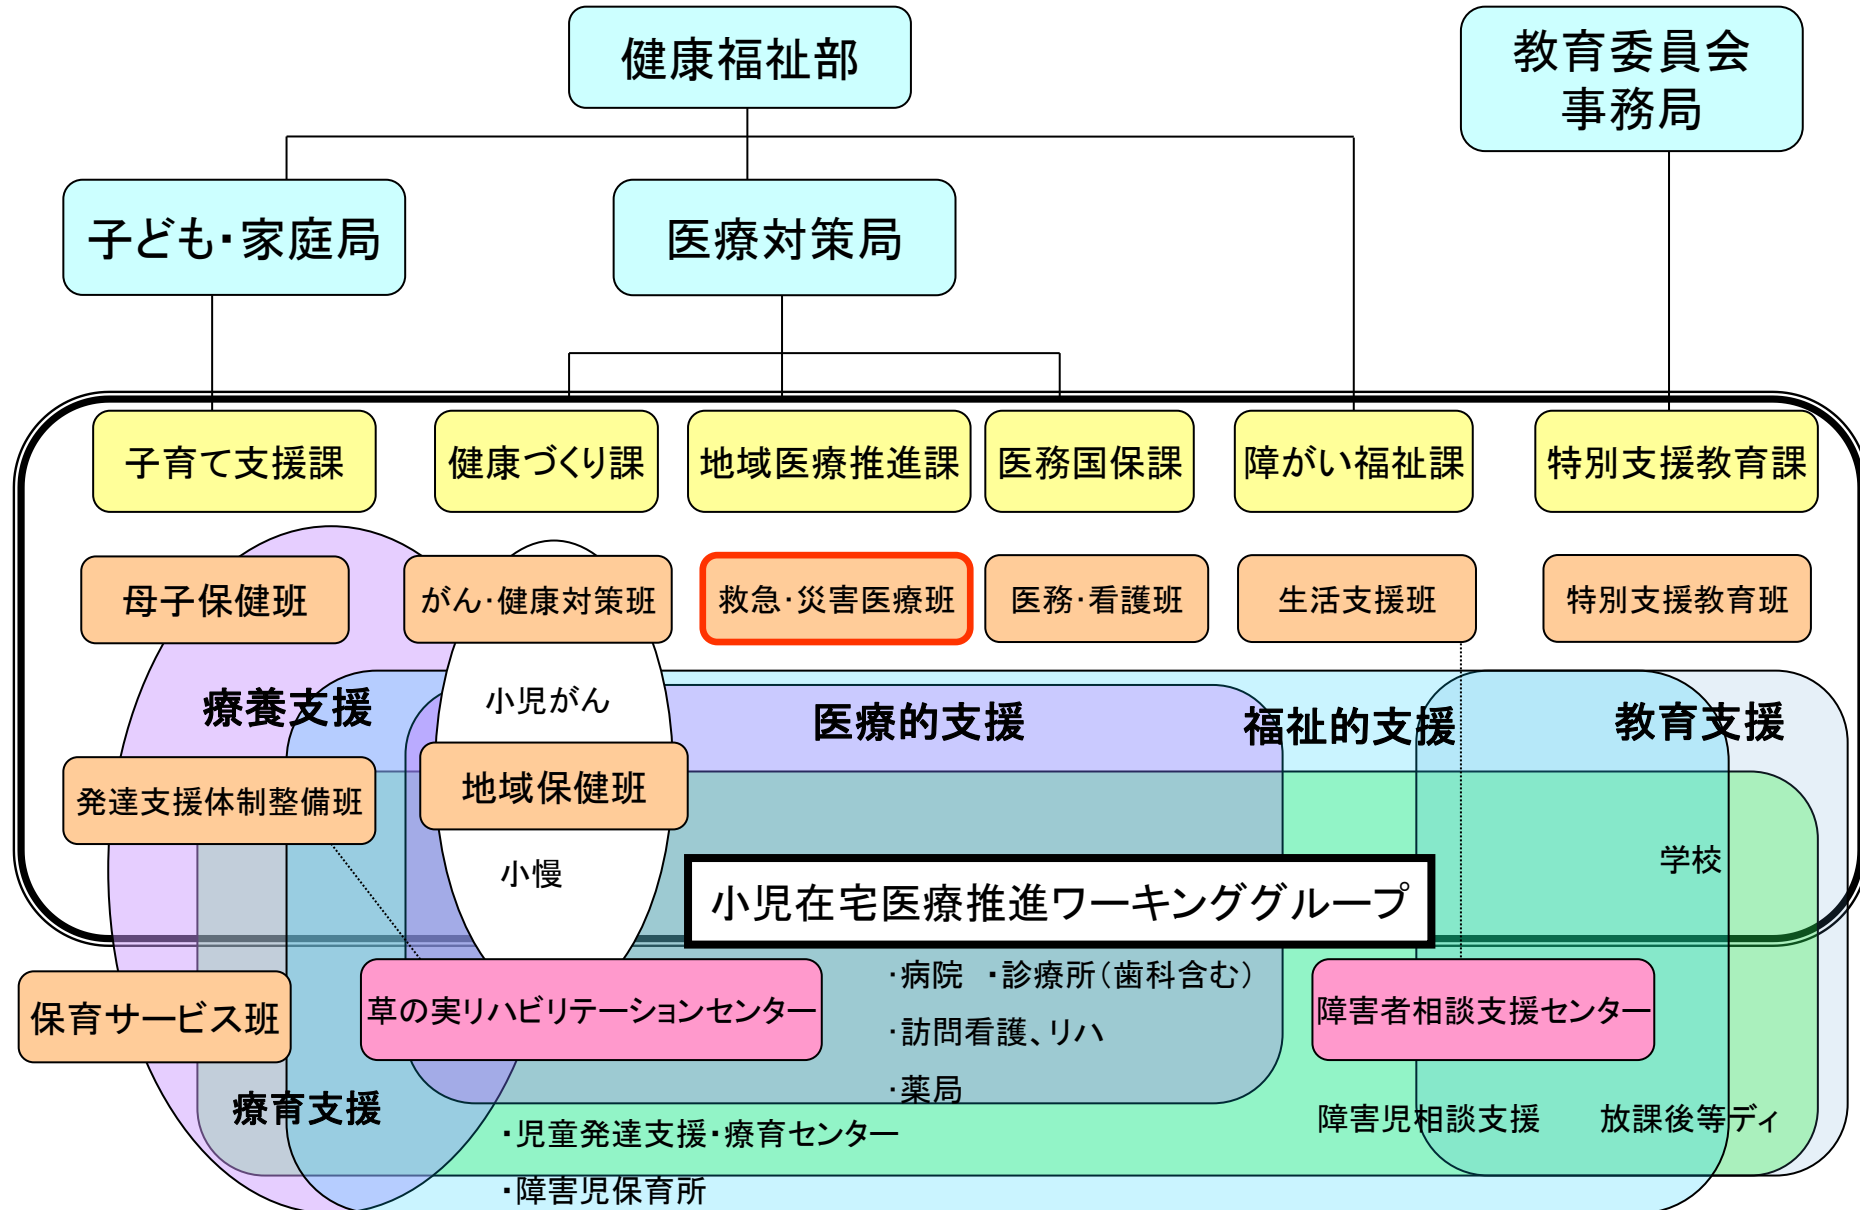 健康福祉部
教育委員会
事務局
子ども・家庭局
医療対策局
子育て支援課
健康づくり課
地域医療推進課
医務国保課
障がい福祉課
特別支援教育課
母子保健班
がん・健康対策班
救急・災害医療班
医務・看護班
生活支援班
特別支援教育班
療養支援
小児がん
医療的支援
福祉的支援
教育支援
発達支援体制整備班
地域保健班
小慢
学校
小児在宅医療推進ワーキンググループ
保育サービス班
草の実リハビリテーションセンター
・病院　・診療所（歯科含む）
障害者相談支援センター
・訪問看護、リハ
・薬局
療育支援
・児童発達支援・療育センター
障害児相談支援
放課後等ディ
・障害児保育所